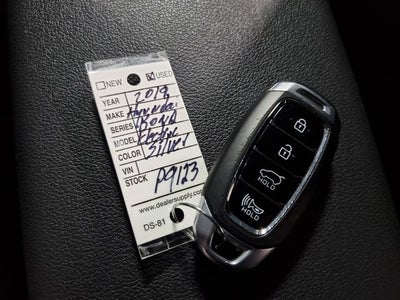 NEW ☑ USED
YEAR 2019
MAKE Hyundai
SERIES Kona
MODEL Electric
COLOR Silver
VIN
STOCK P9123
www.dealersupply.com
DS-81
HOLD
HOLD